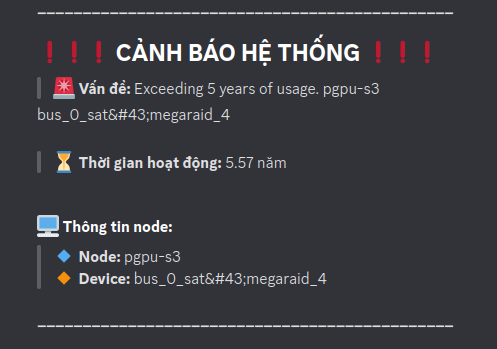 ❗❗❗ CẢNH BÁO HỆ THỐNG ❗❗❗
🚨 Vấn đề: Exceeding 5 years of usage. pgpu-s3
bus_0_sat&#43;megaraid_4
⏳ Thời gian hoạt động: 5.57 năm
🖥️ Thông tin node:
🔹 Node: pgpu-s3
🔸 Device: bus_0_sat&#43;megaraid_4